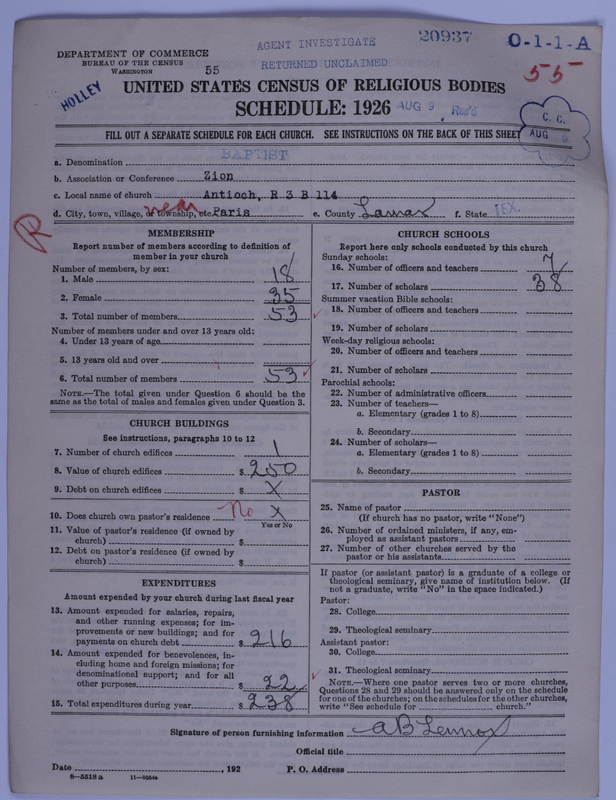 DEPARTMENT OF COMMERCE
BUREAU OF THE CENSUS
WASHINGTON
55
AGENT INVESTIGATE
RETURNED UNCLAIMED
20937
O-1-1-A
55
HOLLEY
UNITED STATES CENSUS OF RELIGIOUS BODIES
SCHEDULE: 1926
AUG 9 Rec'd
C. C.
AUG 9
FILL OUT A SEPARATE SCHEDULE FOR EACH CHURCH. SEE INSTRUCTIONS ON THE BACK OF THIS SHEET
a. Denomination BAPTIST
b. Association or Conference Zion
c. Local name of church Antioch, R 3 B 114
d. City, town, village, or township, etc. near Paris e. County Lamar f. State TEX.
R
MEMBERSHIP
Report number of members according to definition of
member in your church
Number of members, by sex:
1. Male 18
2. Female 35
3. Total number of members 53
Number of members under and over 13 years old:
4. Under 13 years of age
5. 13 years old and over
6. Total number of members 53
NOTE.—The total given under Question 6 should be the
same as the total of males and females given under Question 3.
CHURCH BUILDINGS
See instructions, paragraphs 10 to 12
7. Number of church edifices 1
8. Value of church edifices $ 200
9. Debt on church edifices $ X
10. Does church own pastor's residence No X
Yes or No
11. Value of pastor's residence (if owned by
church) $
12. Debt on pastor's residence (if owned by
church) $
EXPENDITURES
Amount expended by your church during last fiscal year
13. Amount expended for salaries, repairs,
and other running expenses; for im-
provements or new buildings; and for
payments on church debt $ 216
14. Amount expended for benevolences, in-
cluding home and foreign missions; for
denominational support; and for all
other purposes $ 22
15. Total expenditures during year $ 238
CHURCH SCHOOLS
Report here only schools conducted by this church
Sunday schools:
16. Number of officers and teachers 7
17. Number of scholars 38
Summer vacation Bible schools:
18. Number of officers and teachers
19. Number of scholars
Week-day religious schools:
20. Number of officers and teachers
21. Number of scholars
Parochial schools:
22. Number of administrative officers
23. Number of teachers—
a. Elementary (grades 1 to 8)
b. Secondary
24. Number of scholars—
a. Elementary (grades 1 to 8)
b. Secondary
PASTOR
25. Name of pastor
(If church has no pastor, write "None")
26. Number of ordained ministers, if any, em-
ployed as assistant pastors
27. Number of other churches served by the
pastor or his assistants
If pastor (or assistant pastor) is a graduate of a college or
theological seminary, give name of institution below. (If
not a graduate, write "No" in the space indicated.)
Pastor:
28. College
29. Theological seminary
Assistant pastor:
30. College
31. Theological seminary
NOTE.—Where one pastor serves two or more churches,
Questions 28 and 29 should be answered only on the schedule
for one of the churches; on the schedules for the other churches,
write "See schedule for church."
Signature of person furnishing information A B Lennox
Official title
Date , 192 P. O. Address
8-5518 a 11-9054a